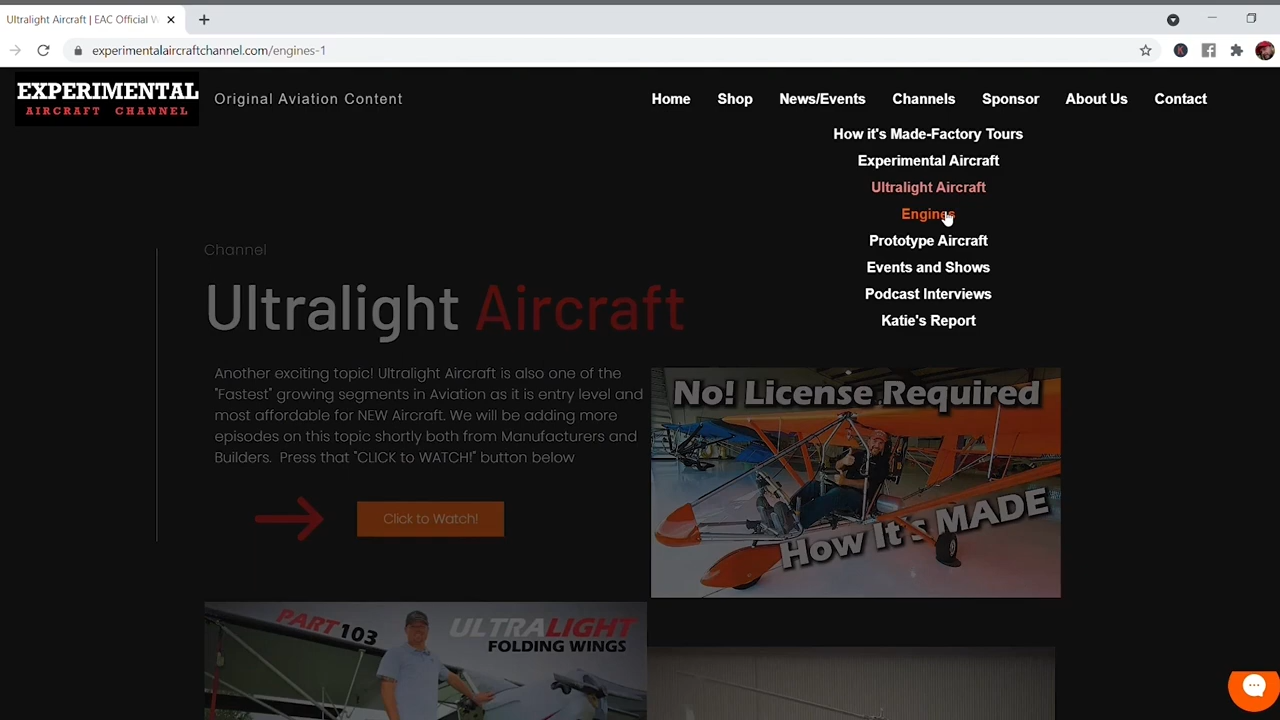 Ultralight Aircraft | EAC Official W
experimentalaircraftchannel.com/engines-1
EXPERIMENTAL
AIRCRAFT CHANNEL
Original Aviation Content
Home Shop News/Events Channels Sponsor About Us Contact
How it's Made-Factory Tours
Experimental Aircraft
Ultralight Aircraft
Engines
Prototype Aircraft
Events and Shows
Podcast Interviews
Katie's Report
Channel
Ultralight Aircraft
Another exciting topic! Ultralight Aircraft is also one of the
"Fastest" growing segments in Aviation as it is entry level and
most affordable for NEW Aircraft. We will be adding more
episodes on this topic shortly both from Manufacturers and
Builders. Press that "CLICK to WATCH!" button below
Click to Watch!
No! License Required
How It's MADE
PART 103
ULTRALIGHT
FOLDING WINGS